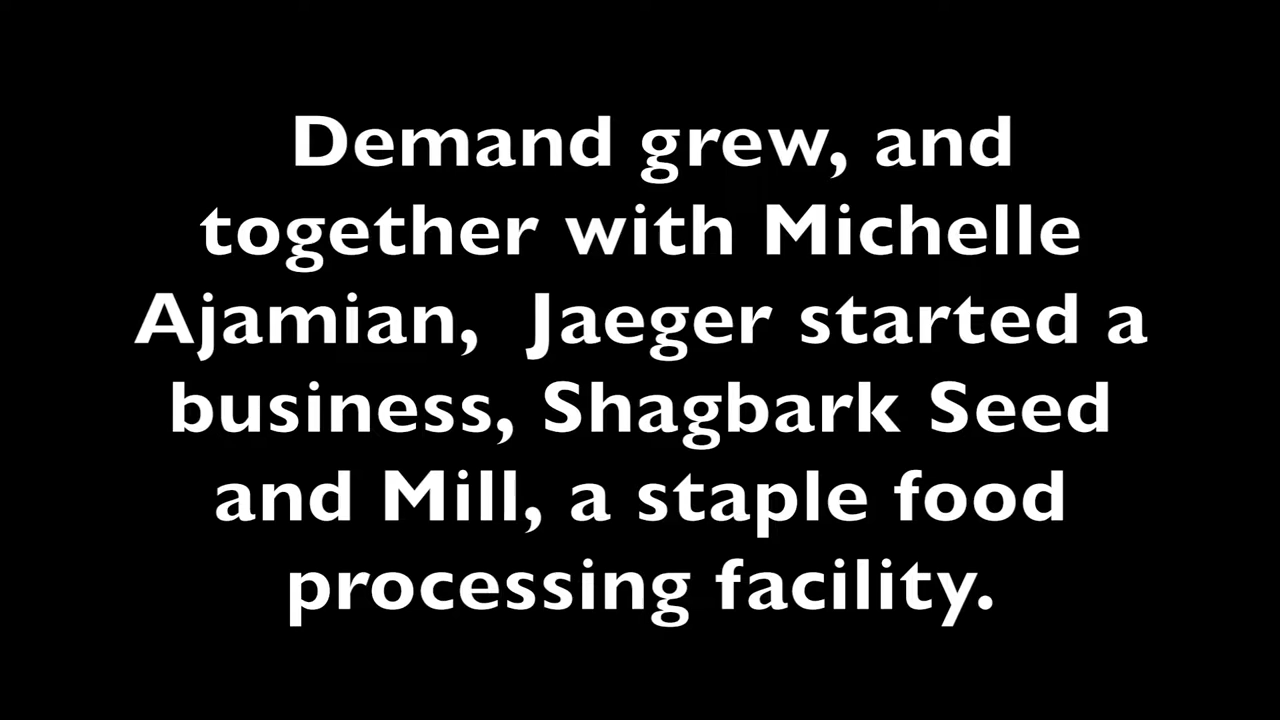 Demand grew, and
together with Michelle
Ajamian,  Jaeger started a
business, Shagbark Seed
and Mill, a staple food
processing facility.